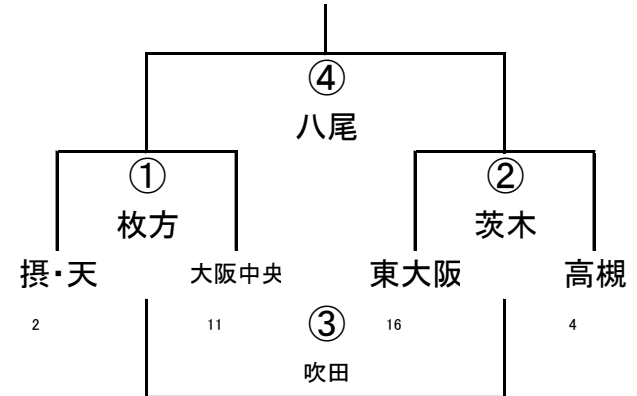 ④
八尾
① ②
枚方 茨木
摂・天 大阪中央 東大阪 高槻
2 11 ③ 16 4
吹田